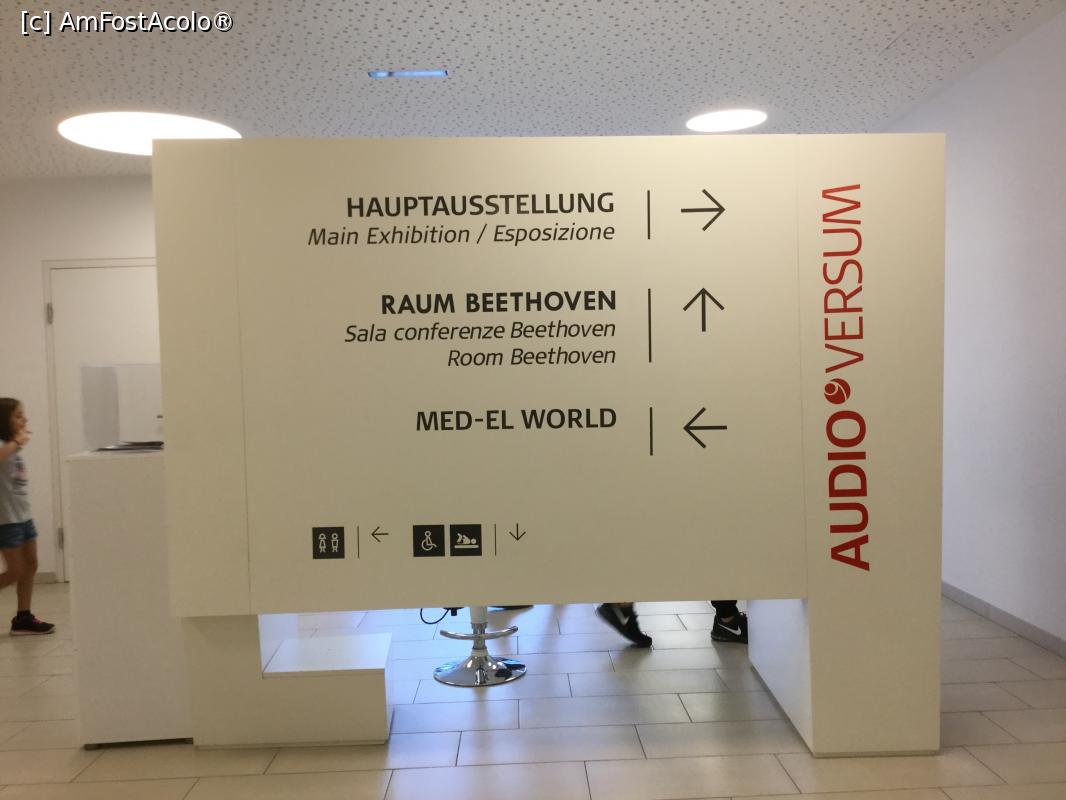 [c] AmFostAcolo®
HAUPTAUSSTELLUNG
Main Exhibition / Esposizione
RAUM BEETHOVEN
Sala conferenze Beethoven
Room Beethoven
MED-EL WORLD
AUDIOVERSUM